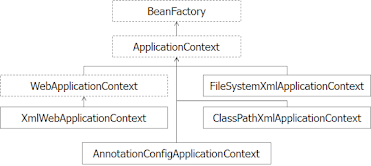 BeanFactory
ApplicationContext
WebApplicationContext
FileSystemXmlApplicationContext
XmlWebApplicationContext
ClassPathXmlApplicationContext
AnnotationConfigApplicationContext